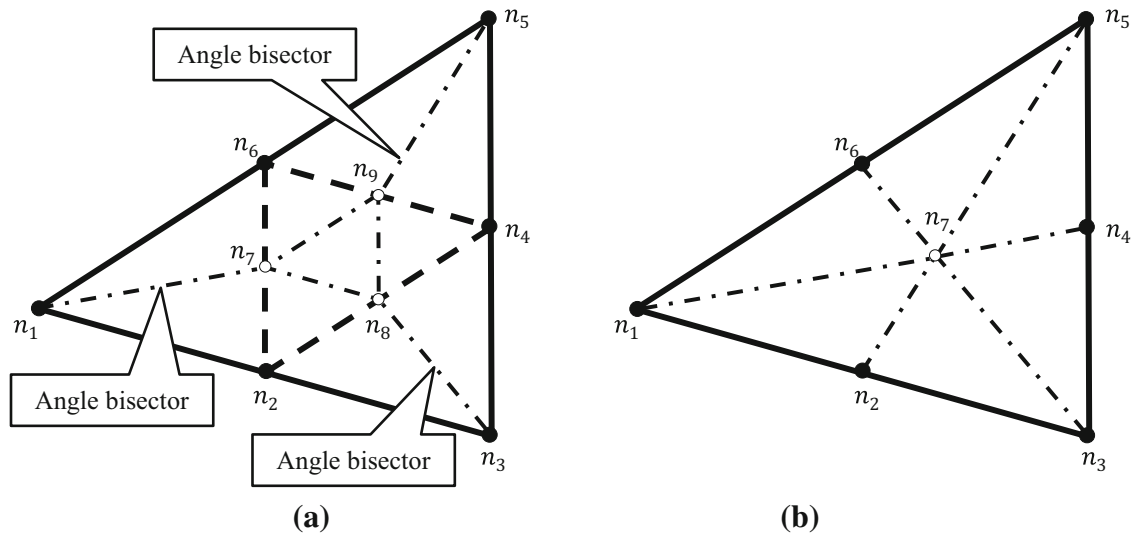 n₅
Angle bisector
n₆
n₉
n₄
n₇
n₁
n₈
Angle bisector
n₂
Angle bisector
n₃
(a)
n₅
n₆
n₇
n₄
n₁
n₂
n₃
(b)